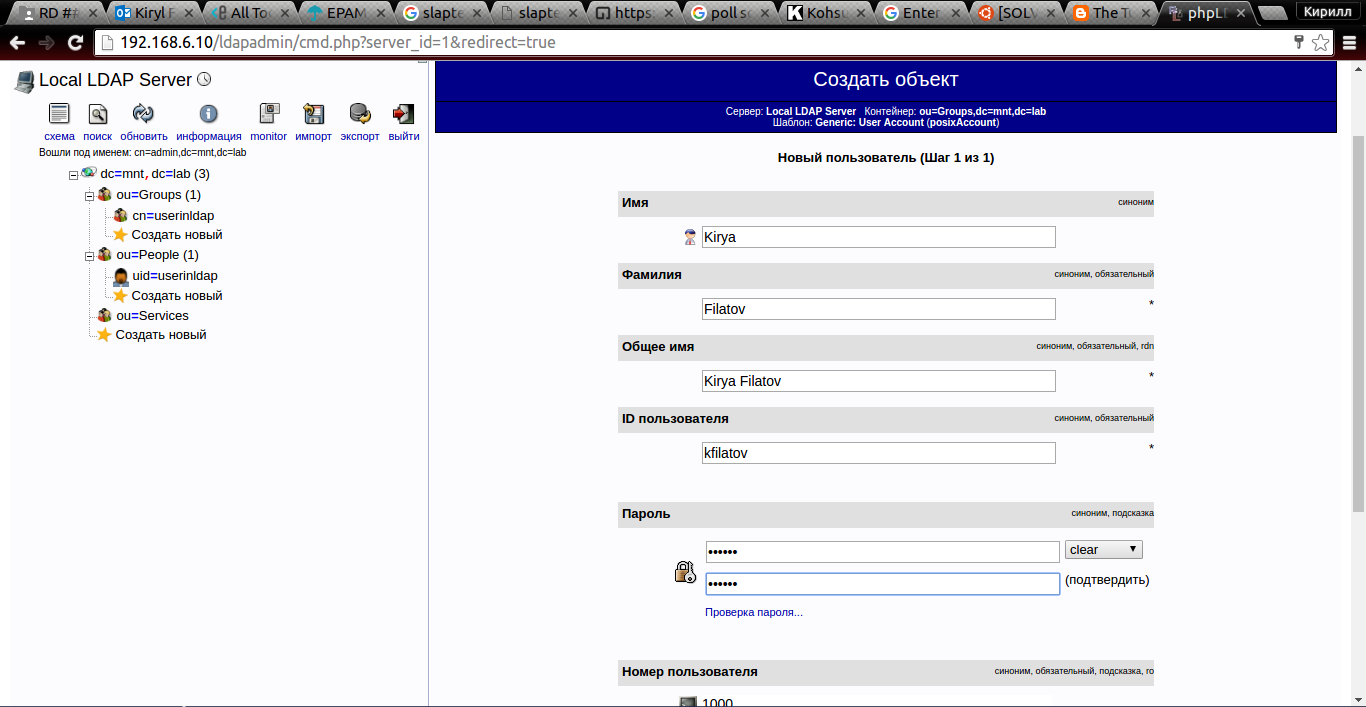 RD ##
Kiryl F
All To
EPAM
slapte
slapte
https:
poll s
Kohsu
Enter
[SOLV
The To
phpLD
Кирилл
192.168.6.10/ldapadmin/cmd.php?server_id=1&redirect=true
Local LDAP Server
схема поиск обновить информация monitor импорт экспорт выйти
Вошли под именем: cn=admin,dc=mnt,dc=lab
dc=mnt,dc=lab (3)
ou=Groups (1)
cn=userinldap
Создать новый
ou=People (1)
uid=userinldap
Создать новый
ou=Services
Создать новый
Создать объект
Сервер: Local LDAP Server Контейнер: ou=Groups,dc=mnt,dc=lab
Шаблон: Generic: User Account (posixAccount)
Новый пользователь (Шаг 1 из 1)
Имя синоним
Kirya
Фамилия синоним, обязательный
Filatov *
Общее имя синоним, обязательный, rdn
Kirya Filatov *
ID пользователя синоним, обязательный
kfilatov *
Пароль синоним, подсказка
•••••• clear
•••••• (подтвердить)
Проверка пароля...
Номер пользователя синоним, обязательный, подсказка, ro
1000